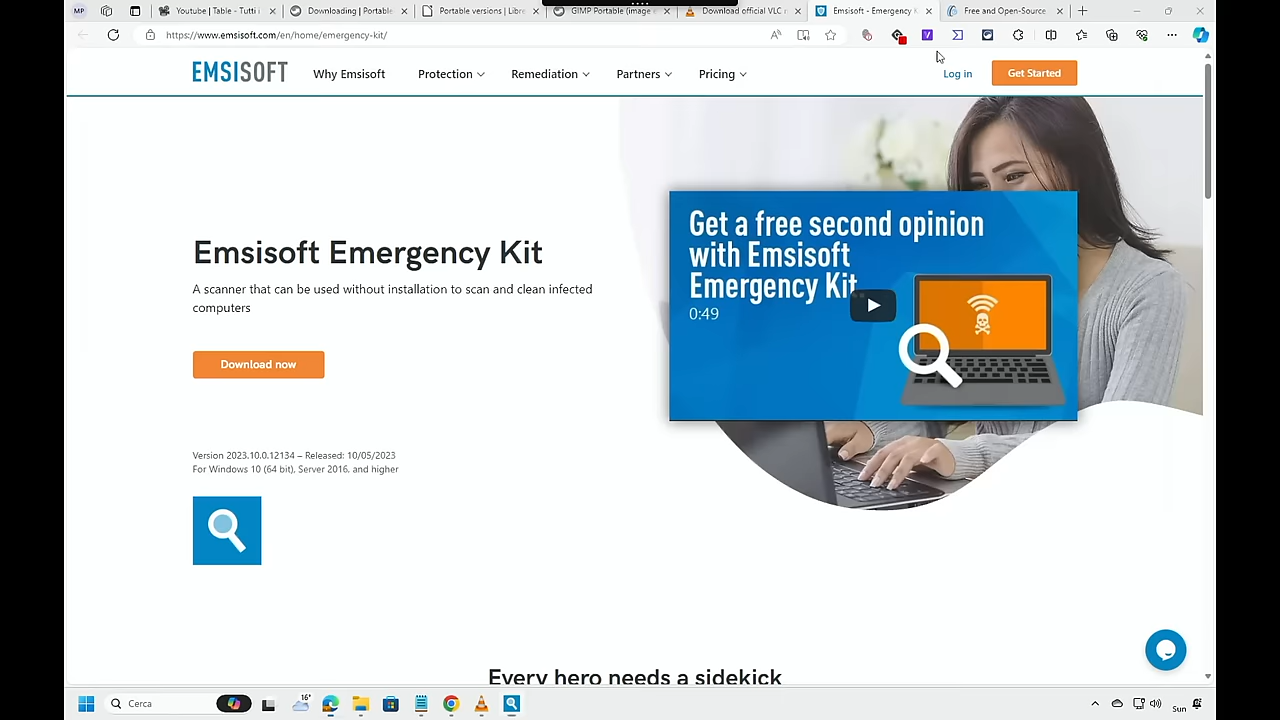 MP
Youtube | Table - Tutti i
Downloading | Portable
Portable versions | Libre
GIMP Portable (image e
Download official VLC
Emsisoft - Emergency K
Free and Open-Source
https://www.emsisoft.com/en/home/emergency-kit/
EMSISOFT
Why Emsisoft
Protection
Remediation
Partners
Pricing
Log in
Get Started
Get a free second opinion
with Emsisoft
Emergency Kit
0:49
Emsisoft Emergency Kit
A scanner that can be used without installation to scan and clean infected
computers
Download now
Version 2023.10.0.12134 – Released: 10/05/2023
For Windows 10 (64 bit), Server 2016, and higher
Every hero needs a sidekick
Cerca
16°
Sun